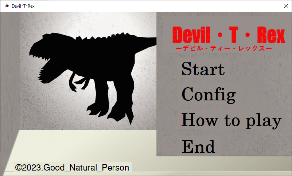 Devil・T・Rex
Devil・T・Rex
ーデビル・ティー・レックスー
Start
Config
How to play
End
©2023.Good_Natural_Person